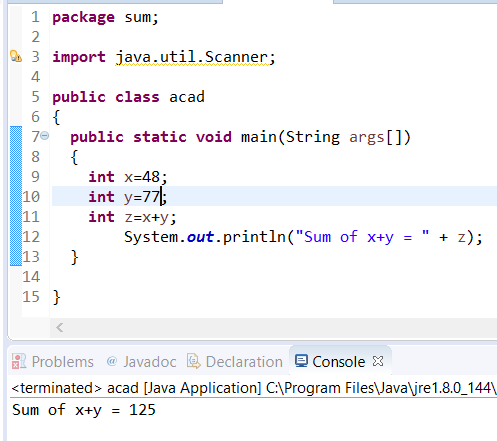 1 package sum;
2
3 import java.util.Scanner;
4
5 public class acad
6 {
7 public static void main(String args[])
8 {
9 int x=48;
10 int y=77;
11 int z=x+y;
12 System.out.println("Sum of x+y = " + z);
13 }
14
15 }
Problems @ Javadoc Declaration Console
<terminated> acad [Java Application] C:\Program Files\Java\jre1.8.0_144\
Sum of x+y = 125